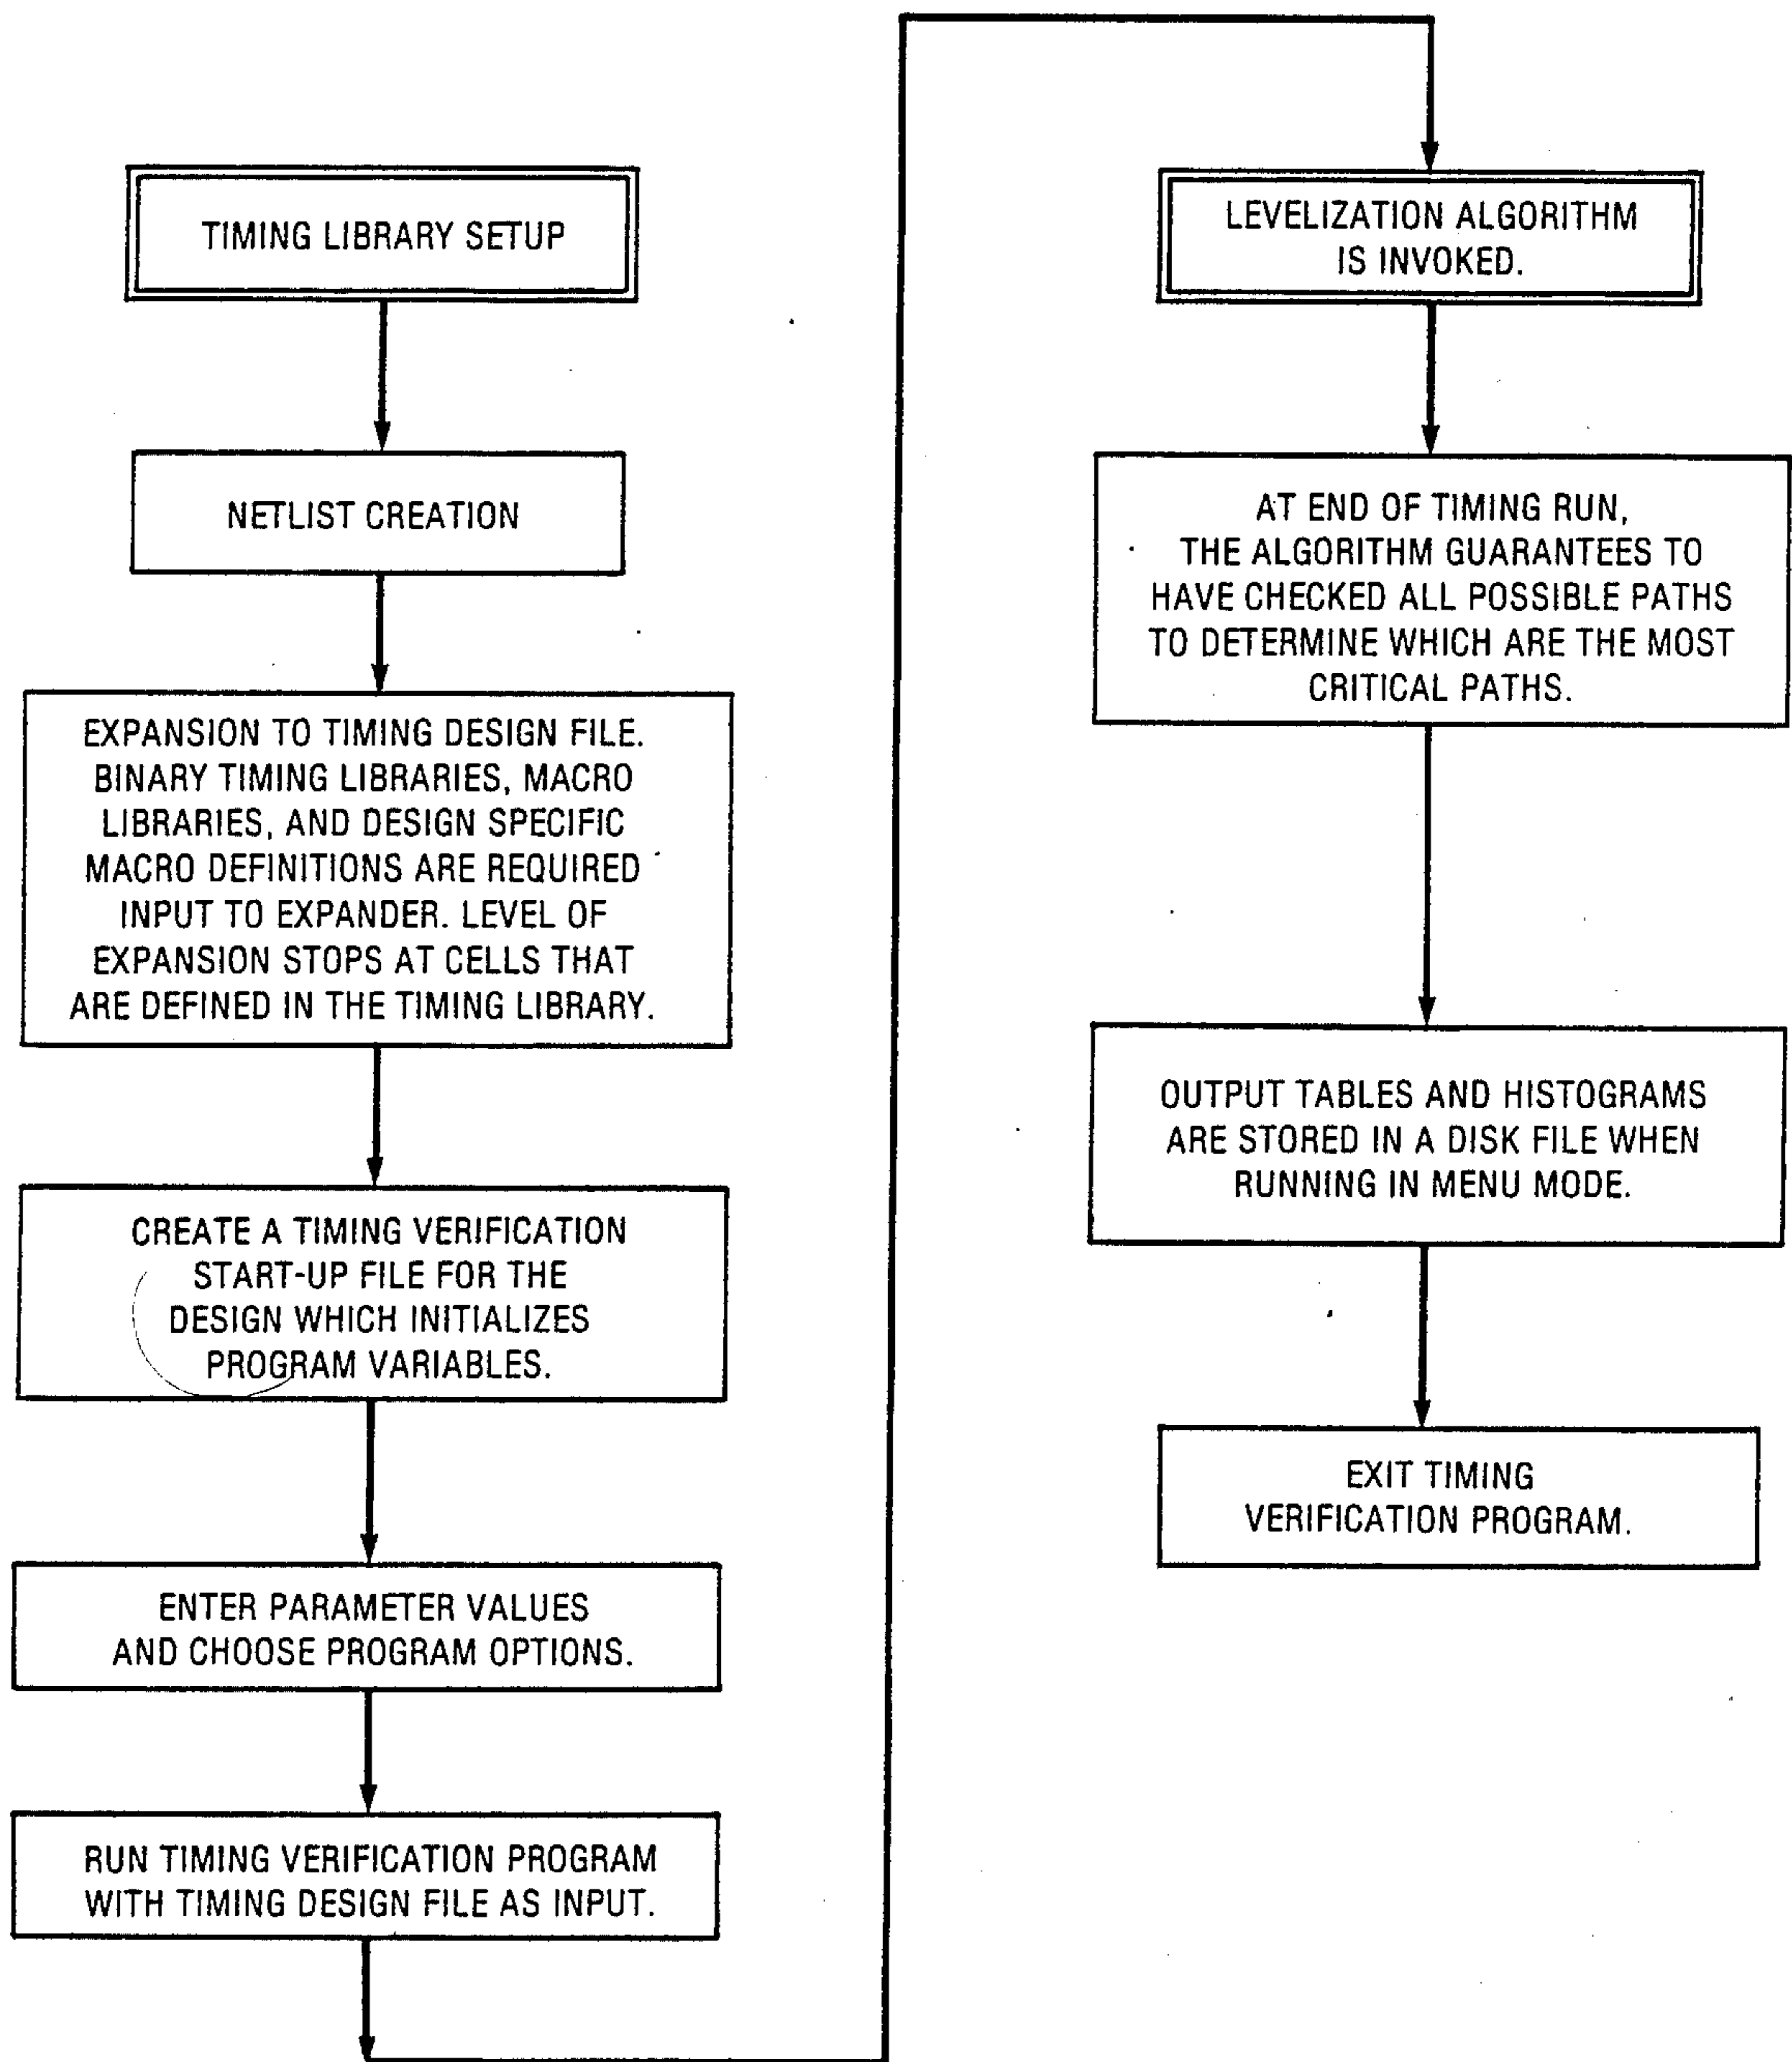 TIMING LIBRARY SETUP
NETLIST CREATION
EXPANSION TO TIMING DESIGN FILE.
BINARY TIMING LIBRARIES, MACRO
LIBRARIES, AND DESIGN SPECIFIC
MACRO DEFINITIONS ARE REQUIRED
INPUT TO EXPANDER. LEVEL OF
EXPANSION STOPS AT CELLS THAT
ARE DEFINED IN THE TIMING LIBRARY.
CREATE A TIMING VERIFICATION
START-UP FILE FOR THE
DESIGN WHICH INITIALIZES
PROGRAM VARIABLES.
ENTER PARAMETER VALUES
AND CHOOSE PROGRAM OPTIONS.
RUN TIMING VERIFICATION PROGRAM
WITH TIMING DESIGN FILE AS INPUT.
LEVELIZATION ALGORITHM
IS INVOKED.
AT END OF TIMING RUN,
THE ALGORITHM GUARANTEES TO
HAVE CHECKED ALL POSSIBLE PATHS
TO DETERMINE WHICH ARE THE MOST
CRITICAL PATHS.
OUTPUT TABLES AND HISTOGRAMS
ARE STORED IN A DISK FILE WHEN
RUNNING IN MENU MODE.
EXIT TIMING
VERIFICATION PROGRAM.